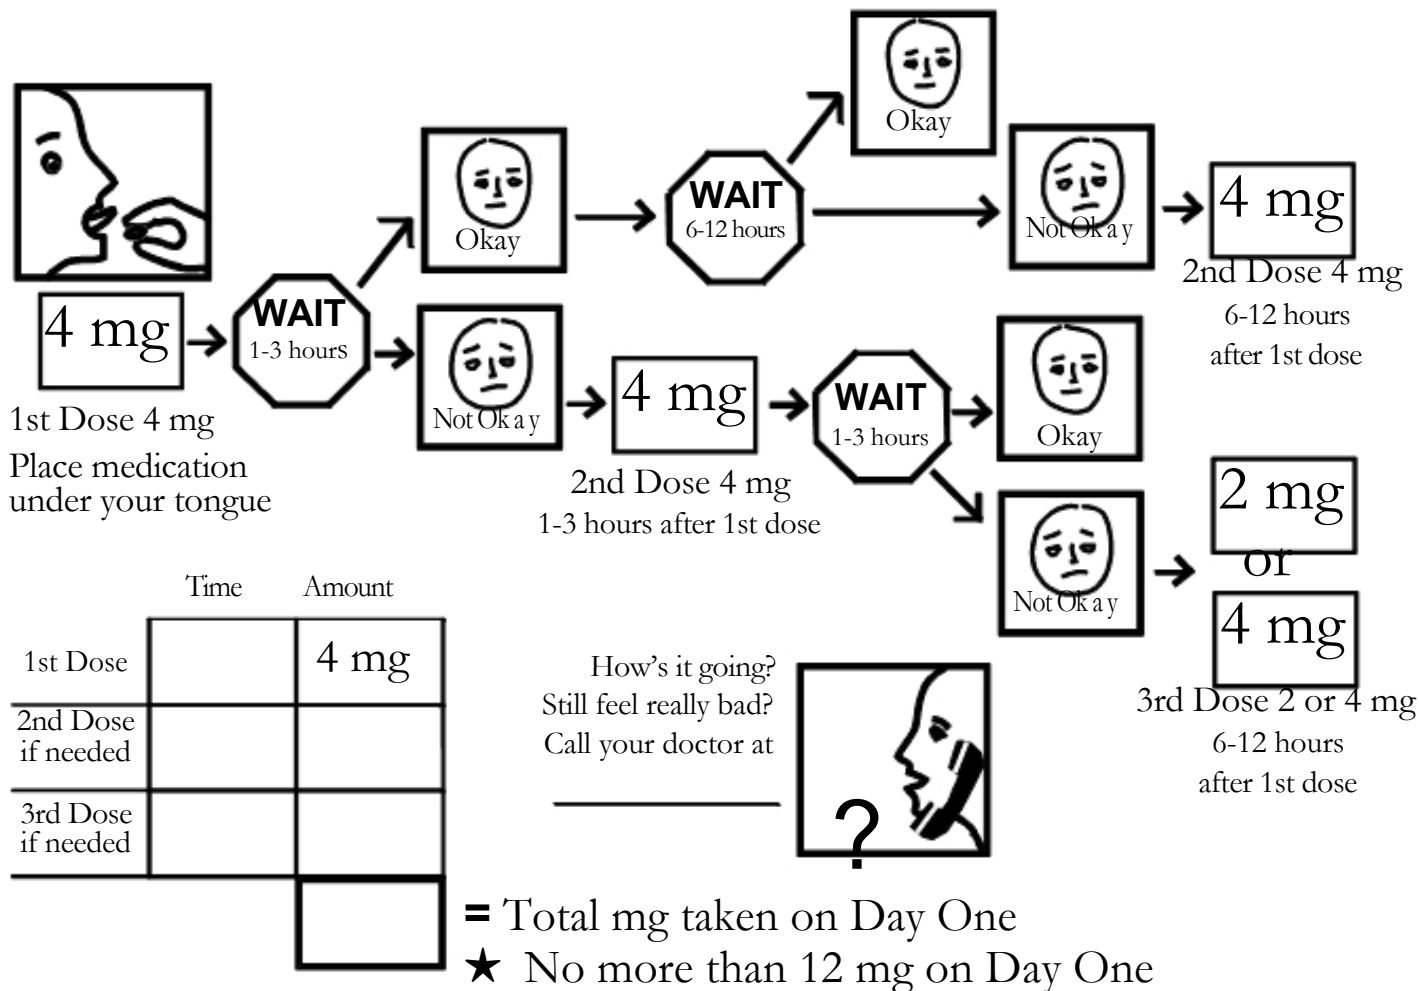 Okay
WAIT
6-12 hours
Okay
Not Okay
4 mg
2nd Dose 4 mg
6-12 hours
after 1st dose
4 mg
WAIT
1-3 hours
1st Dose 4 mg
Place medication
under your tongue
Not Okay
4 mg
2nd Dose 4 mg
1-3 hours after 1st dose
WAIT
1-3 hours
Okay
Not Okay
2 mg
or
4 mg
3rd Dose 2 or 4 mg
6-12 hours
after 1st dose
Time Amount
1st Dose 4 mg
2nd Dose
if needed
3rd Dose
if needed
How's it going?
Still feel really bad?
Call your doctor at
?
= Total mg taken on Day One
★ No more than 12 mg on Day One